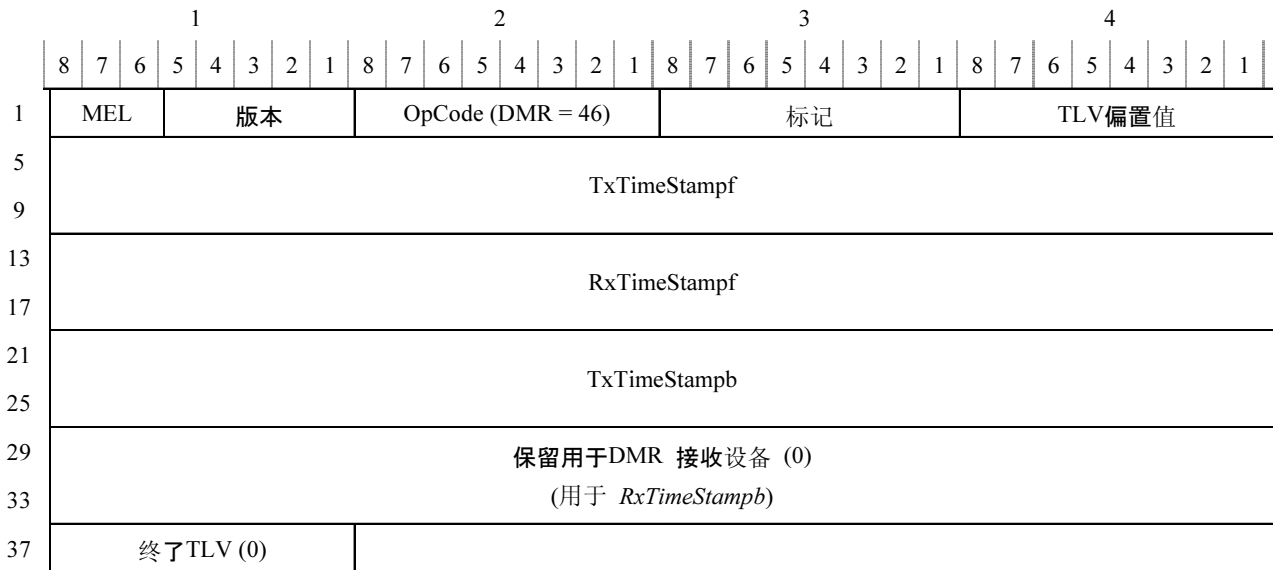 1 2 3 4
8 7 6 5 4 3 2 1 8 7 6 5 4 3 2 1 8 7 6 5 4 3 2 1 8 7 6 5 4 3 2 1
1 MEL 版本 OpCode (DMR = 46) 标记 TLV偏置值
5
TxTimeStampf
9
13
RxTimeStampf
17
21
TxTimeStampb
25
29 保留用于DMR 接收设备 (0)
33 (用于 RxTimeStampb)
37 终了TLV (0)